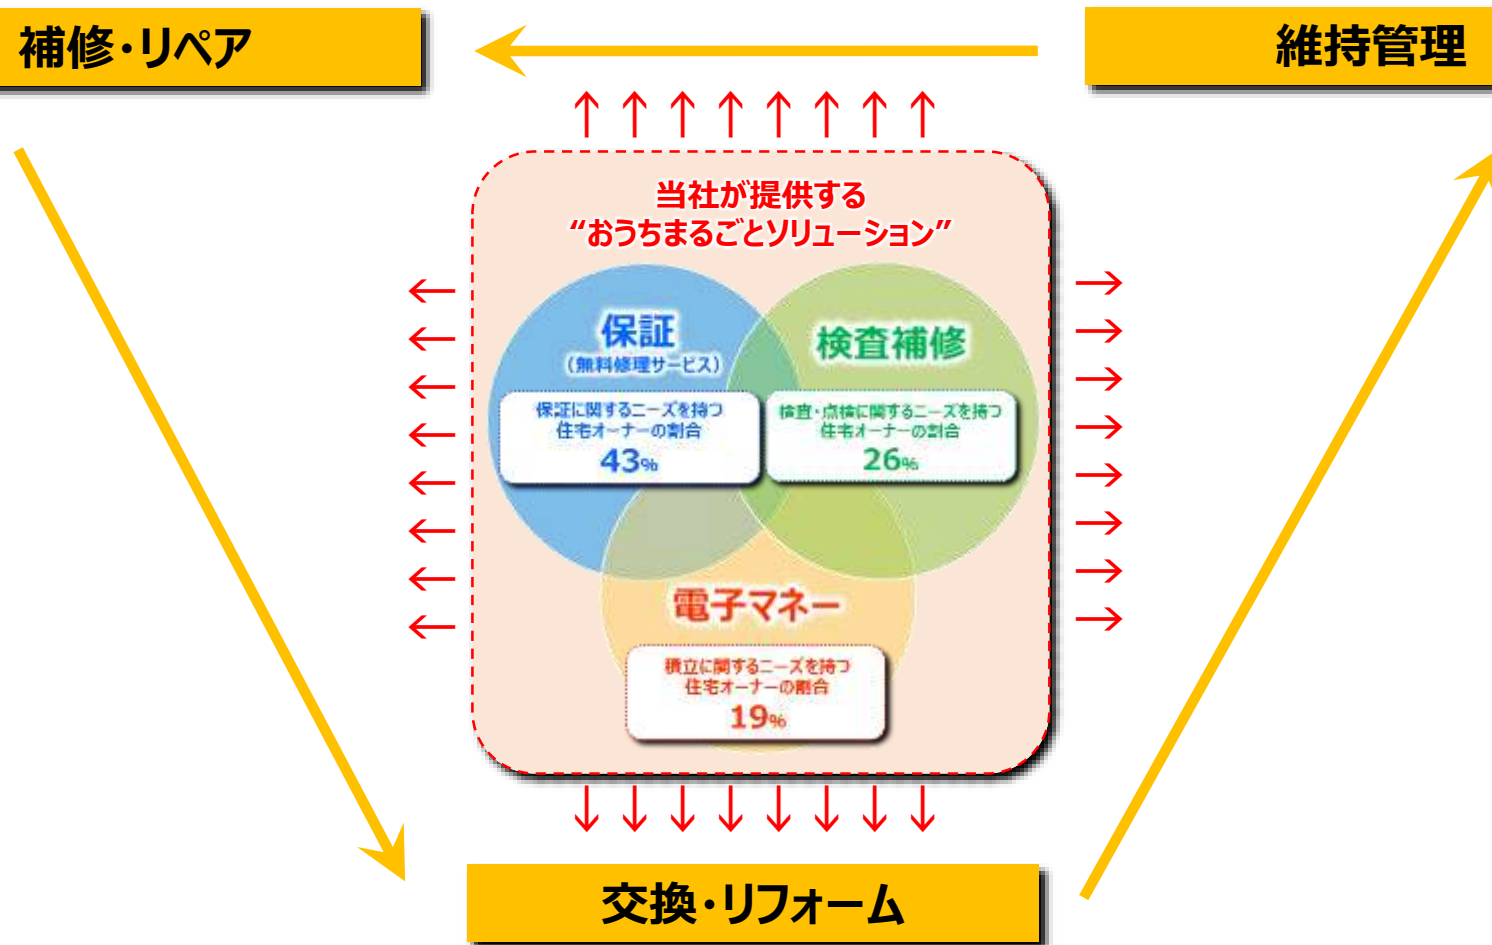 補修・リペア
維持管理
当社が提供する
“おうちまるごとソリューション”
保証
（無料修理サービス）
検査補修
保証に関するニーズを持つ
住宅オーナーの割合
43%
検査・点検に関するニーズを持つ
住宅オーナーの割合
26%
電子マネー
積立に関するニーズを持つ
住宅オーナーの割合
19%
交換・リフォーム